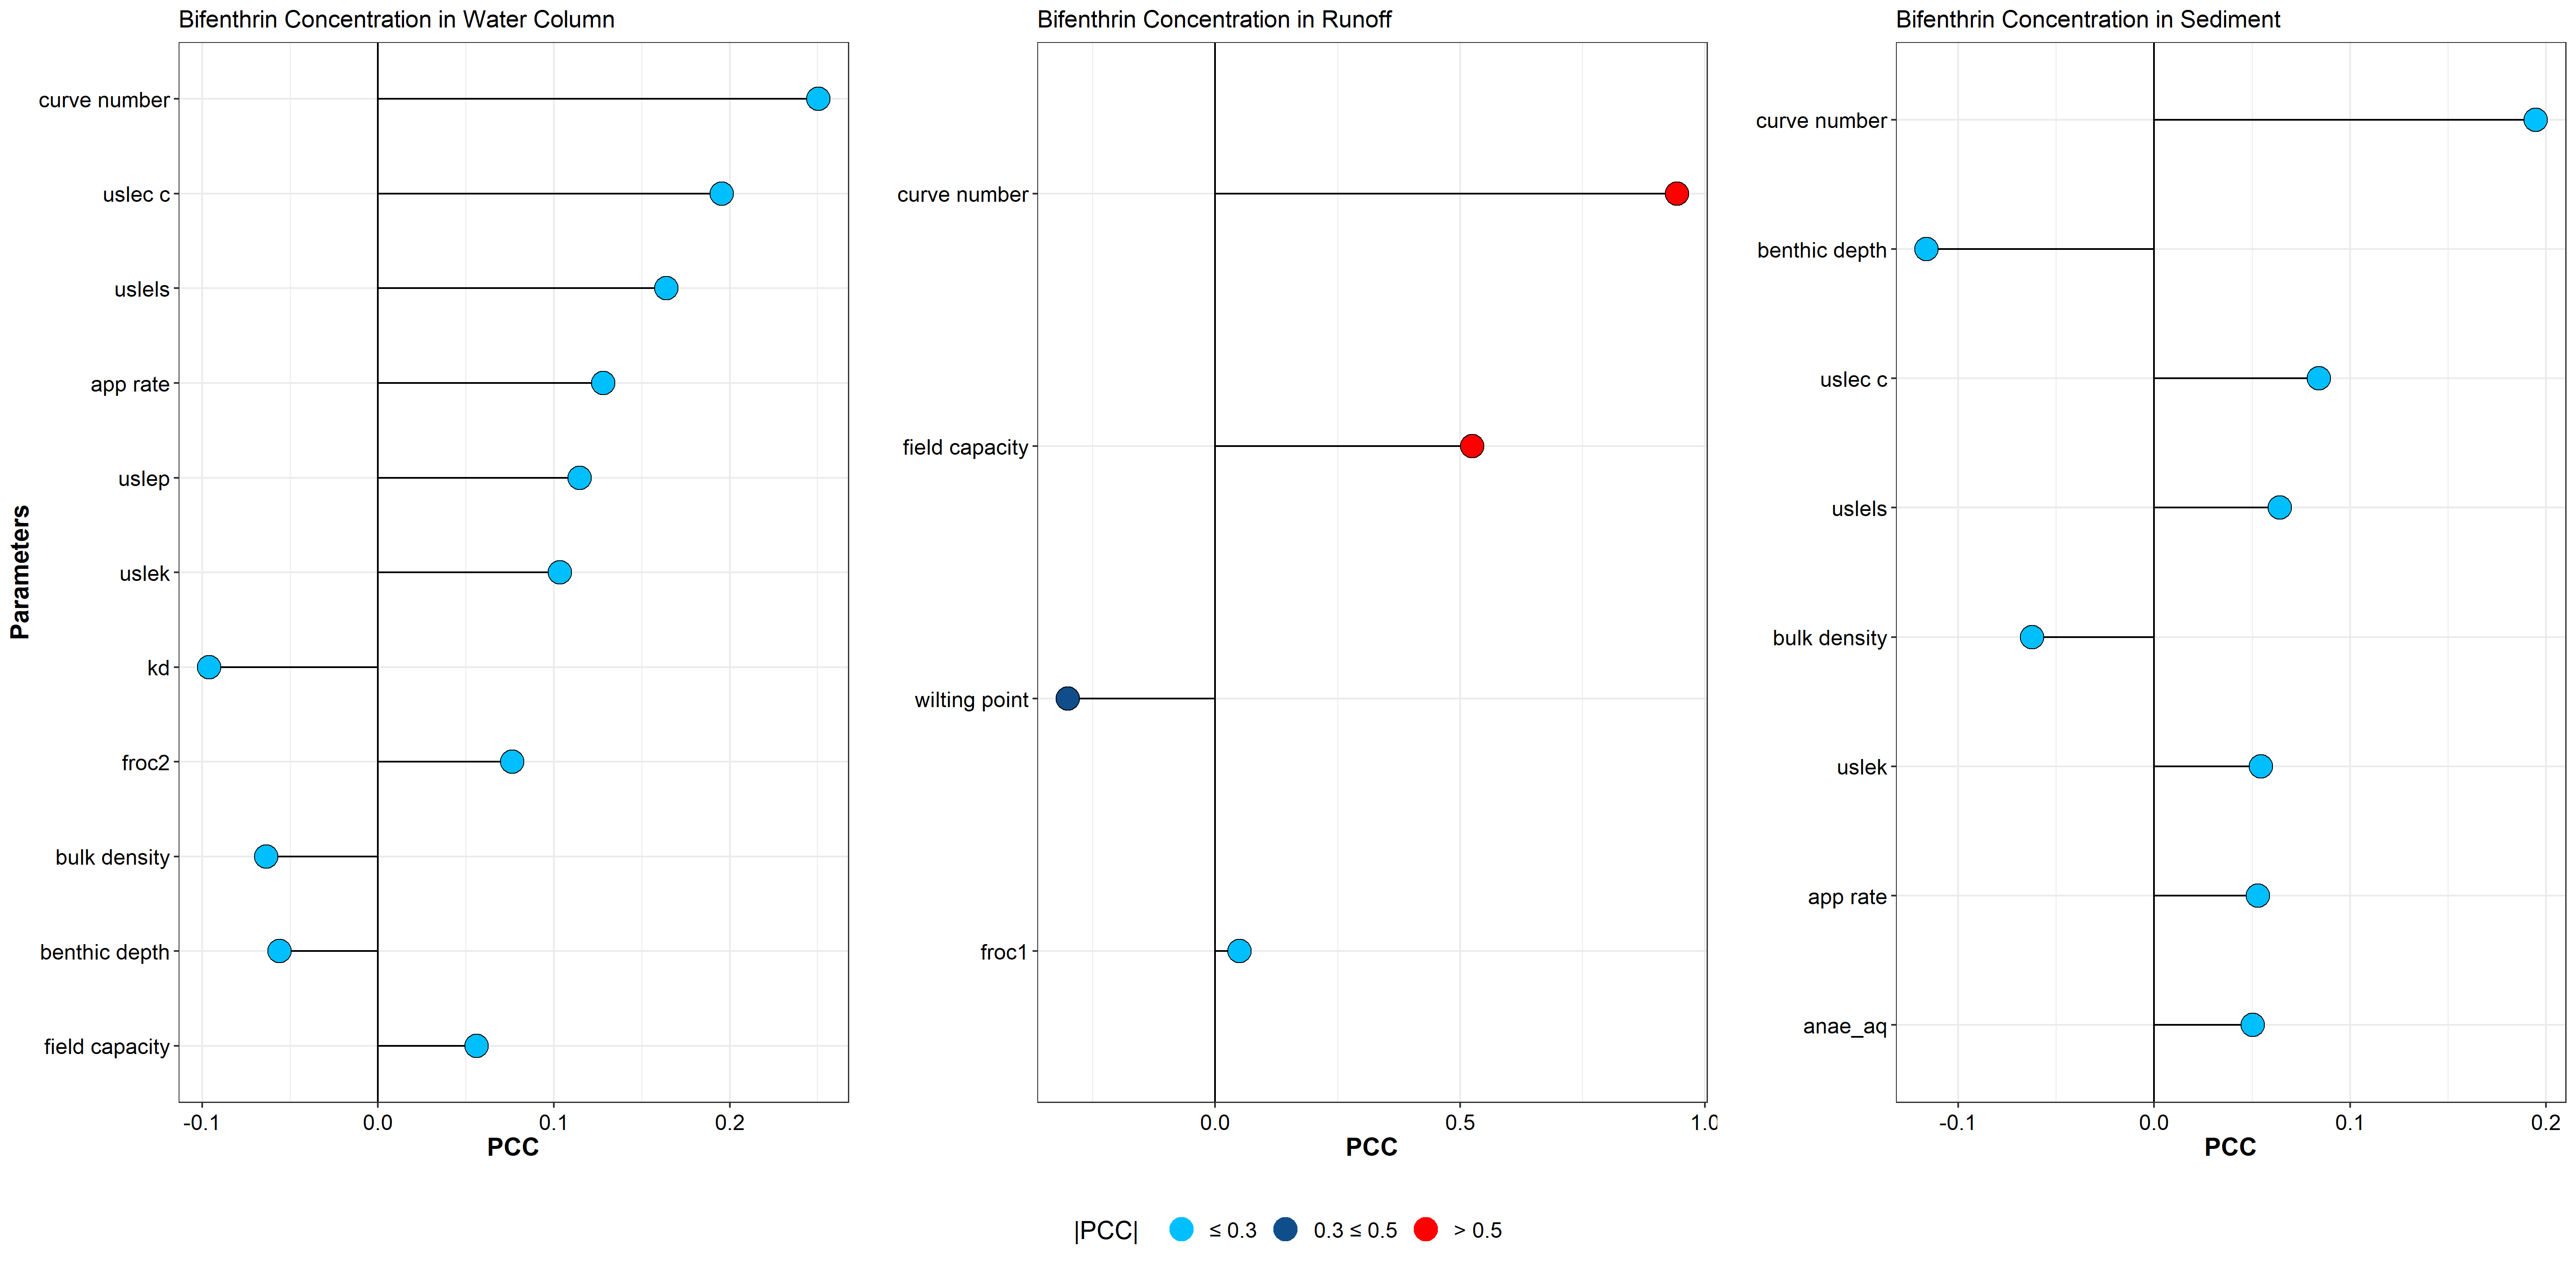 Bifenthrin Concentration in Water Column
Parameters
curve number
uslec c
uslels
app rate
uslep
uslek
kd
froc2
bulk density
benthic depth
field capacity
-0.1 0.0 0.1 0.2
PCC
Bifenthrin Concentration in Runoff
curve number
field capacity
wilting point
froc1
0.0 0.5 1.0
PCC
Bifenthrin Concentration in Sediment
curve number
benthic depth
uslec c
uslels
bulk density
uslek
app rate
anae_aq
-0.1 0.0 0.1 0.2
PCC
|PCC| ≤ 0.3 0.3 ≤ 0.5 > 0.5